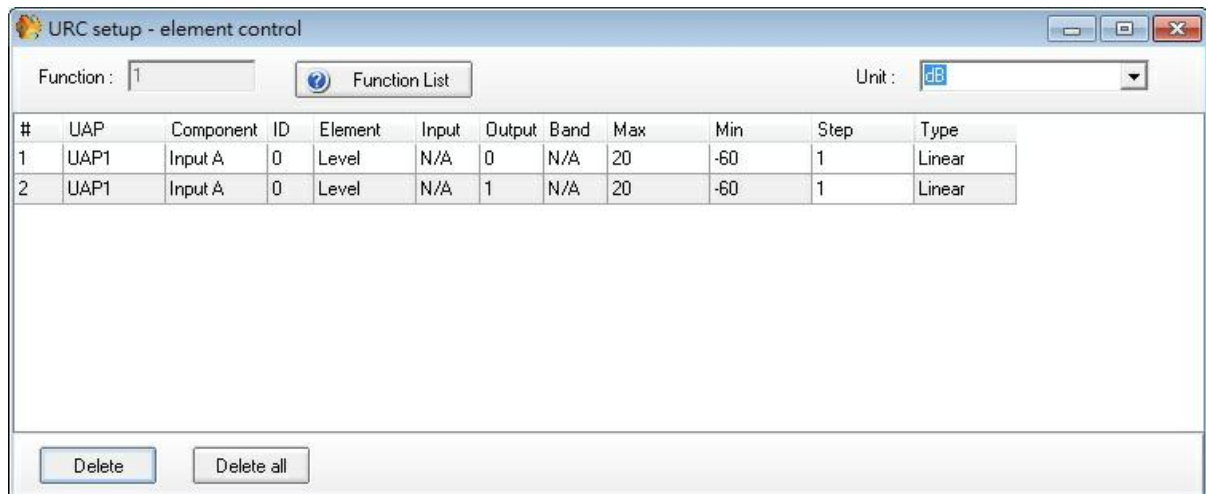 URC setup - element control
Function : 1 Function List Unit : dB
# UAP Component ID Element Input Output Band Max Min Step Type
1 UAP1 Input A 0 Level N/A 0 N/A 20 -60 1 Linear
2 UAP1 Input A 0 Level N/A 1 N/A 20 -60 1 Linear
Delete Delete all